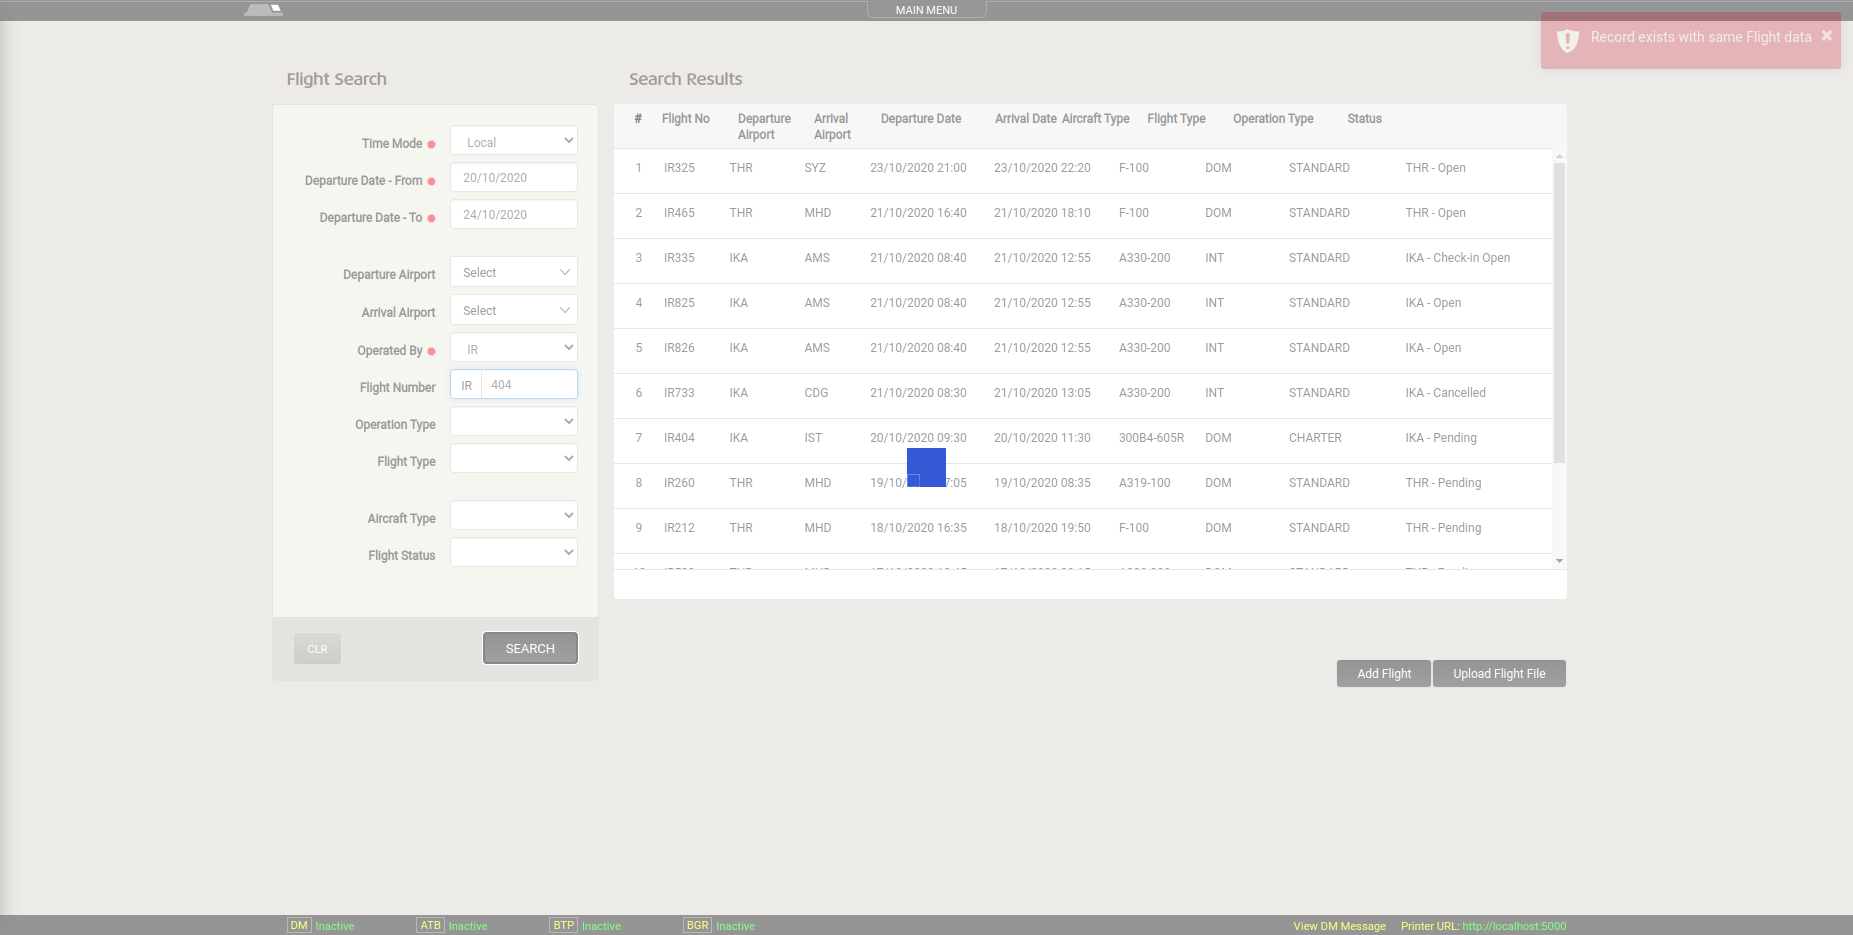 MAIN MENU
Record exists with same Flight data
Flight Search
Search Results
Time Mode Local
Departure Date - From 20/10/2020
Departure Date - To 24/10/2020
Departure Airport Select
Arrival Airport Select
Operated By IR
Flight Number IR 404
Operation Type
Flight Type
Aircraft Type
Flight Status
CLR
SEARCH
# Flight No Departure Airport Arrival Airport Departure Date Arrival Date Aircraft Type Flight Type Operation Type Status
1 IR325 THR SYZ 23/10/2020 21:00 23/10/2020 22:20 F-100 DOM STANDARD THR - Open
2 IR465 THR MHD 21/10/2020 16:40 21/10/2020 18:10 F-100 DOM STANDARD THR - Open
3 IR335 IKA AMS 21/10/2020 08:40 21/10/2020 12:55 A330-200 INT STANDARD IKA - Check-in Open
4 IR825 IKA AMS 21/10/2020 08:40 21/10/2020 12:55 A330-200 INT STANDARD IKA - Open
5 IR826 IKA AMS 21/10/2020 08:40 21/10/2020 12:55 A330-200 INT STANDARD IKA - Open
6 IR733 IKA CDG 21/10/2020 08:30 21/10/2020 13:05 A330-200 INT STANDARD IKA - Cancelled
7 IR404 IKA IST 20/10/2020 09:30 20/10/2020 11:30 300B4-605R DOM CHARTER IKA - Pending
8 IR260 THR MHD 19/10/ 7:05 19/10/2020 08:35 A319-100 DOM STANDARD THR - Pending
9 IR212 THR MHD 18/10/2020 16:35 18/10/2020 19:50 F-100 DOM STANDARD THR - Pending
Add Flight
Upload Flight File
DM Inactive ATB Inactive BTP Inactive BGR Inactive View DM Message Printer URL: http://localhost:5000